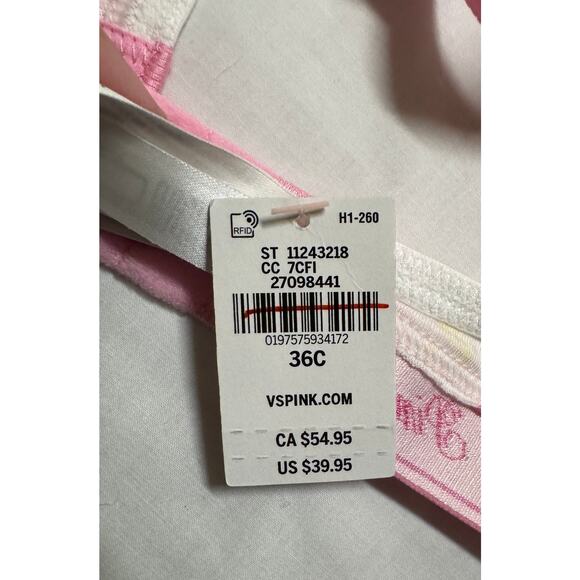 RFID
H1-260
ST 11243218
CC 7CFI
27098441
0197575934172
36C
VSPINK.COM
CA $54.95
US $39.95